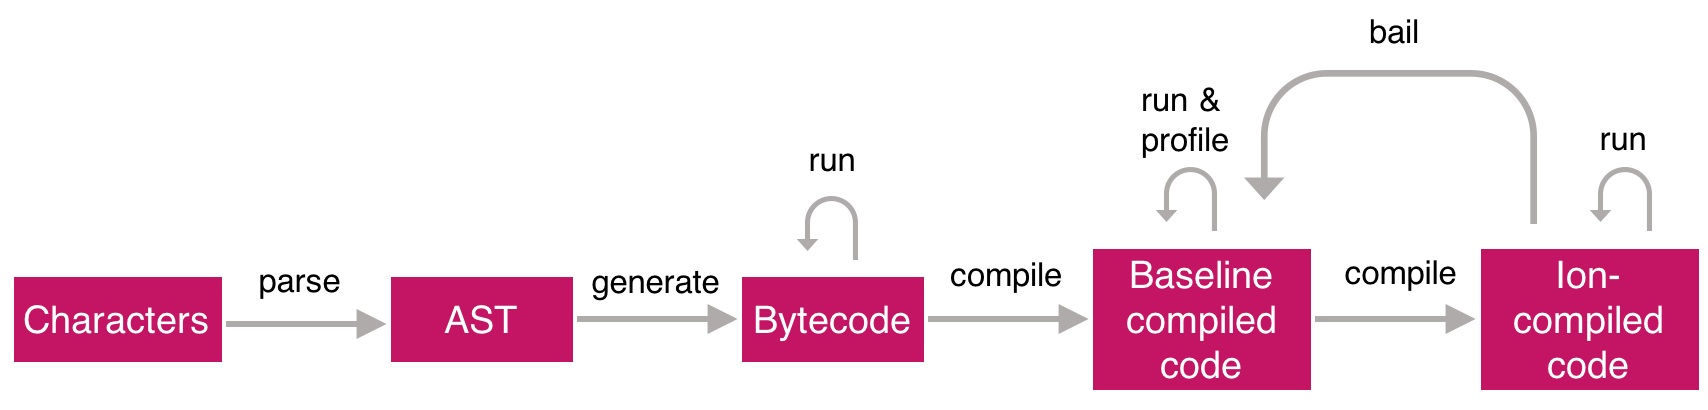 bail
run &
profile
run
run
parse
generate
compile
compile
Characters
AST
Bytecode
Baseline
compiled
code
Ion-
compiled
code